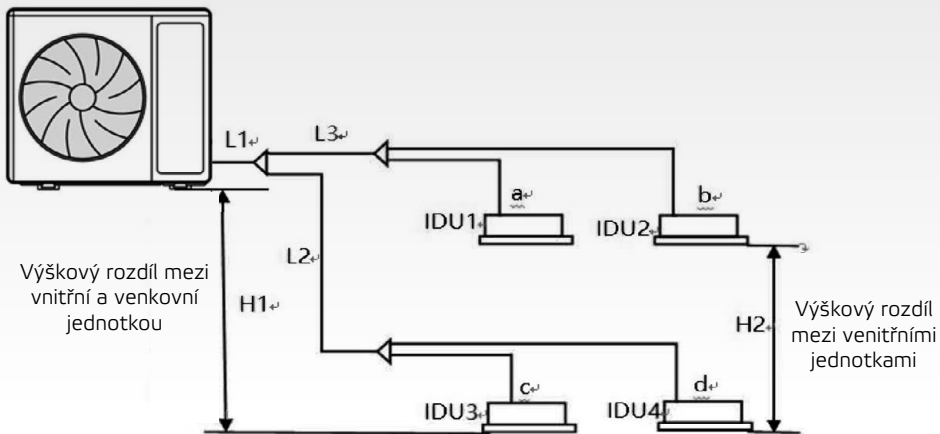 L1↵
L3↵
a↵
b↵
IDU1↵
IDU2↵
L2↵
Výškový rozdíl mezi
vnitřní a venkovní
jednotkou
H1↵
H2↵
Výškový rozdíl
mezi venitřními
jednotkami
c↵
d↵
IDU3↵
IDU4↵